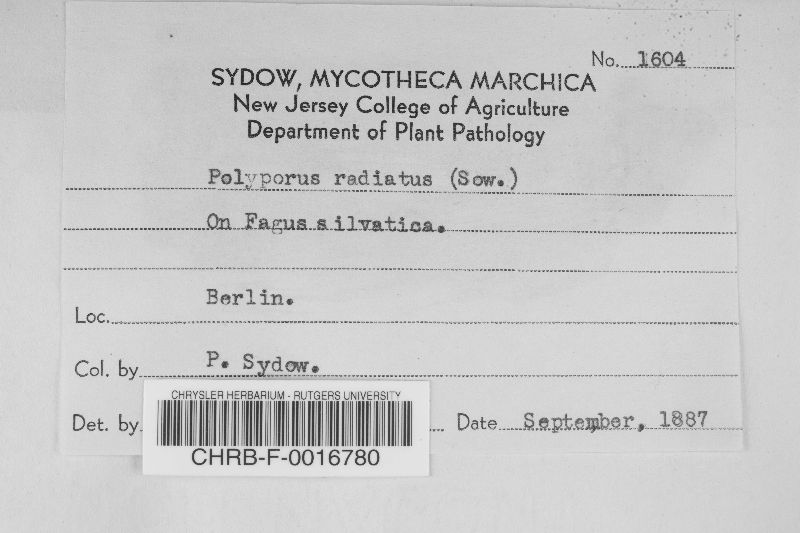 No. 1604
SYDOW, MYCOTHECA MARCHICA
New Jersey College of Agriculture
Department of Plant Pathology
Polyporus radiatus (Sow.)
On Fagus silvatica.
Loc. Berlin.
Col. by P. Sydow.
Det. by Date September, 1887
CHRYSLER HERBARIUM - RUTGERS UNIVERSITY
CHRB-F-0016780